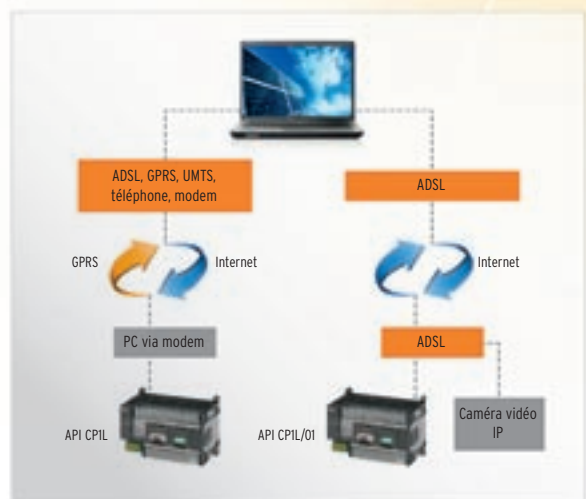 ADSL, GPRS, UMTS,
téléphone, modem
ADSL
GPRS
Internet
Internet
PC via modem
ADSL
API CP1L
API CP1L/01
Caméra vidéo
IP